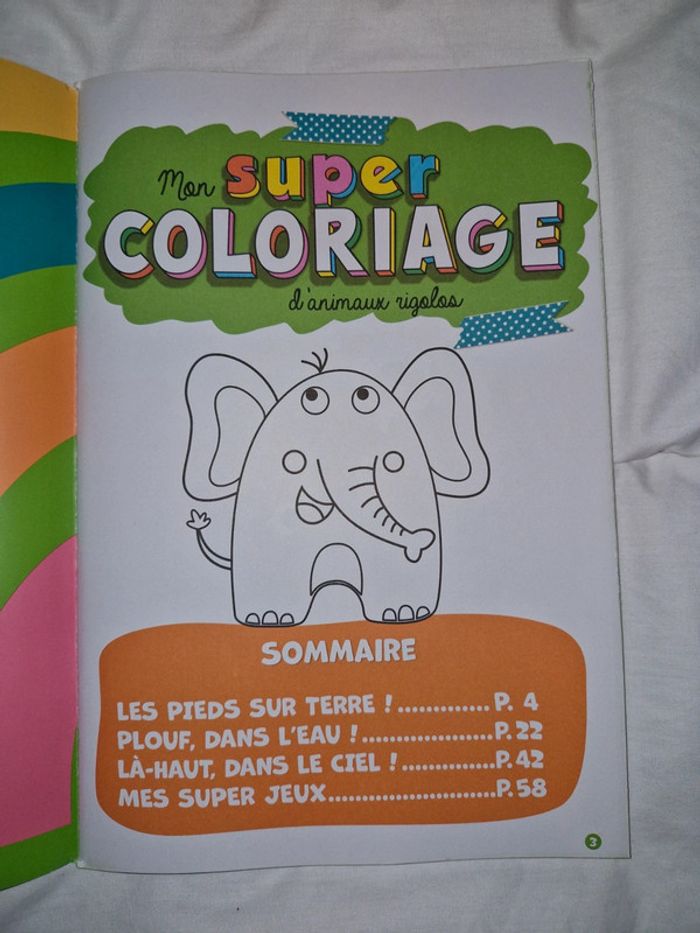 Mon super
COLORIAGE
d'animaux rigolos
SOMMAIRE
LES PIEDS SUR TERRE !.............P. 4
PLOUF, DANS L'EAU !...................P.22
LÀ-HAUT, DANS LE CIEL !.............P.42
MES SUPER JEUX........................P.58
3